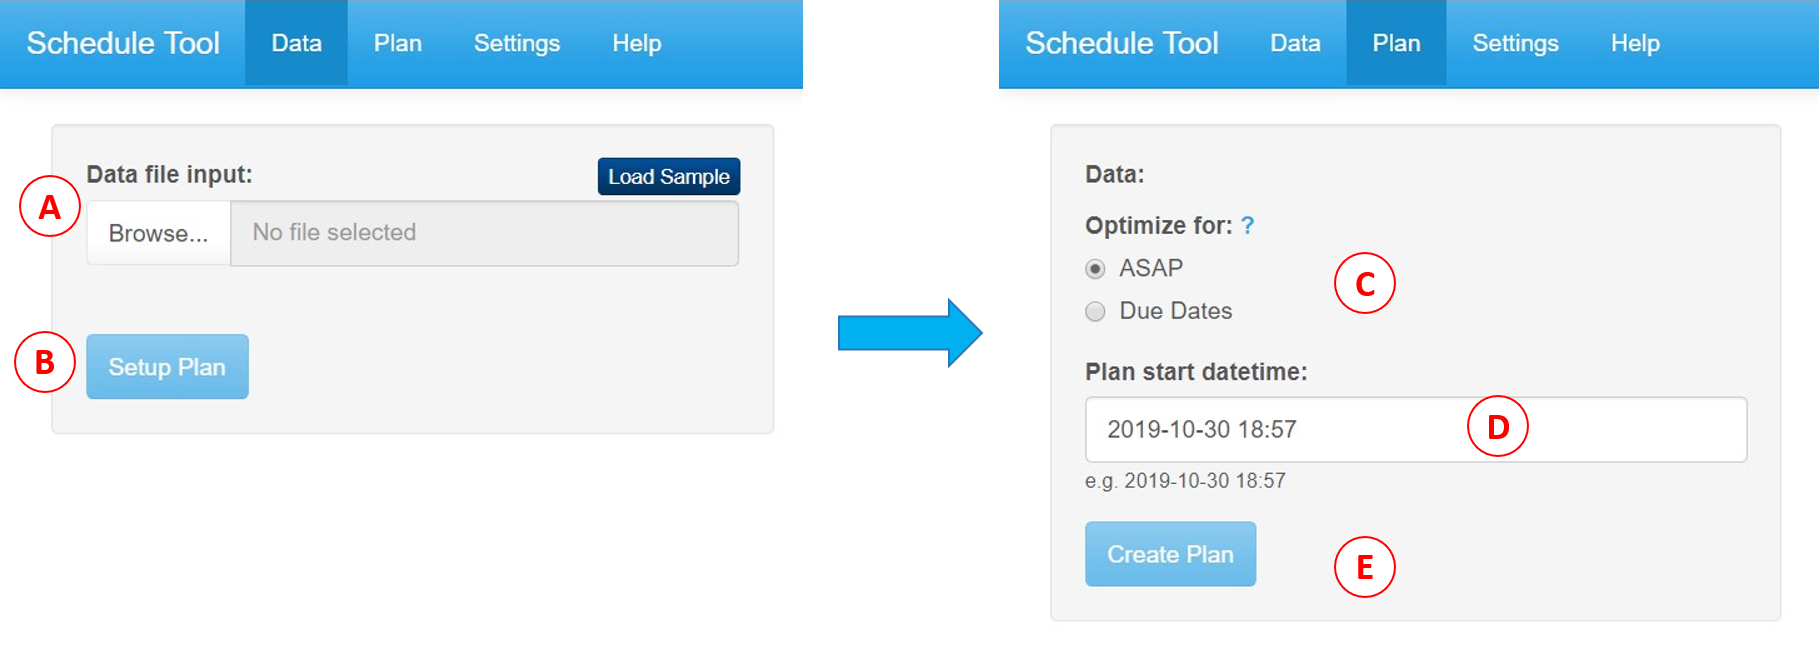 Schedule Tool Data Plan Settings Help
Data file input: Load Sample
A
Browse... No file selected
B
Setup Plan
Schedule Tool Data Plan Settings Help
Data:
Optimize for: ?
ASAP
C
Due Dates
Plan start datetime:
2019-10-30 18:57 D
e.g. 2019-10-30 18:57
Create Plan E